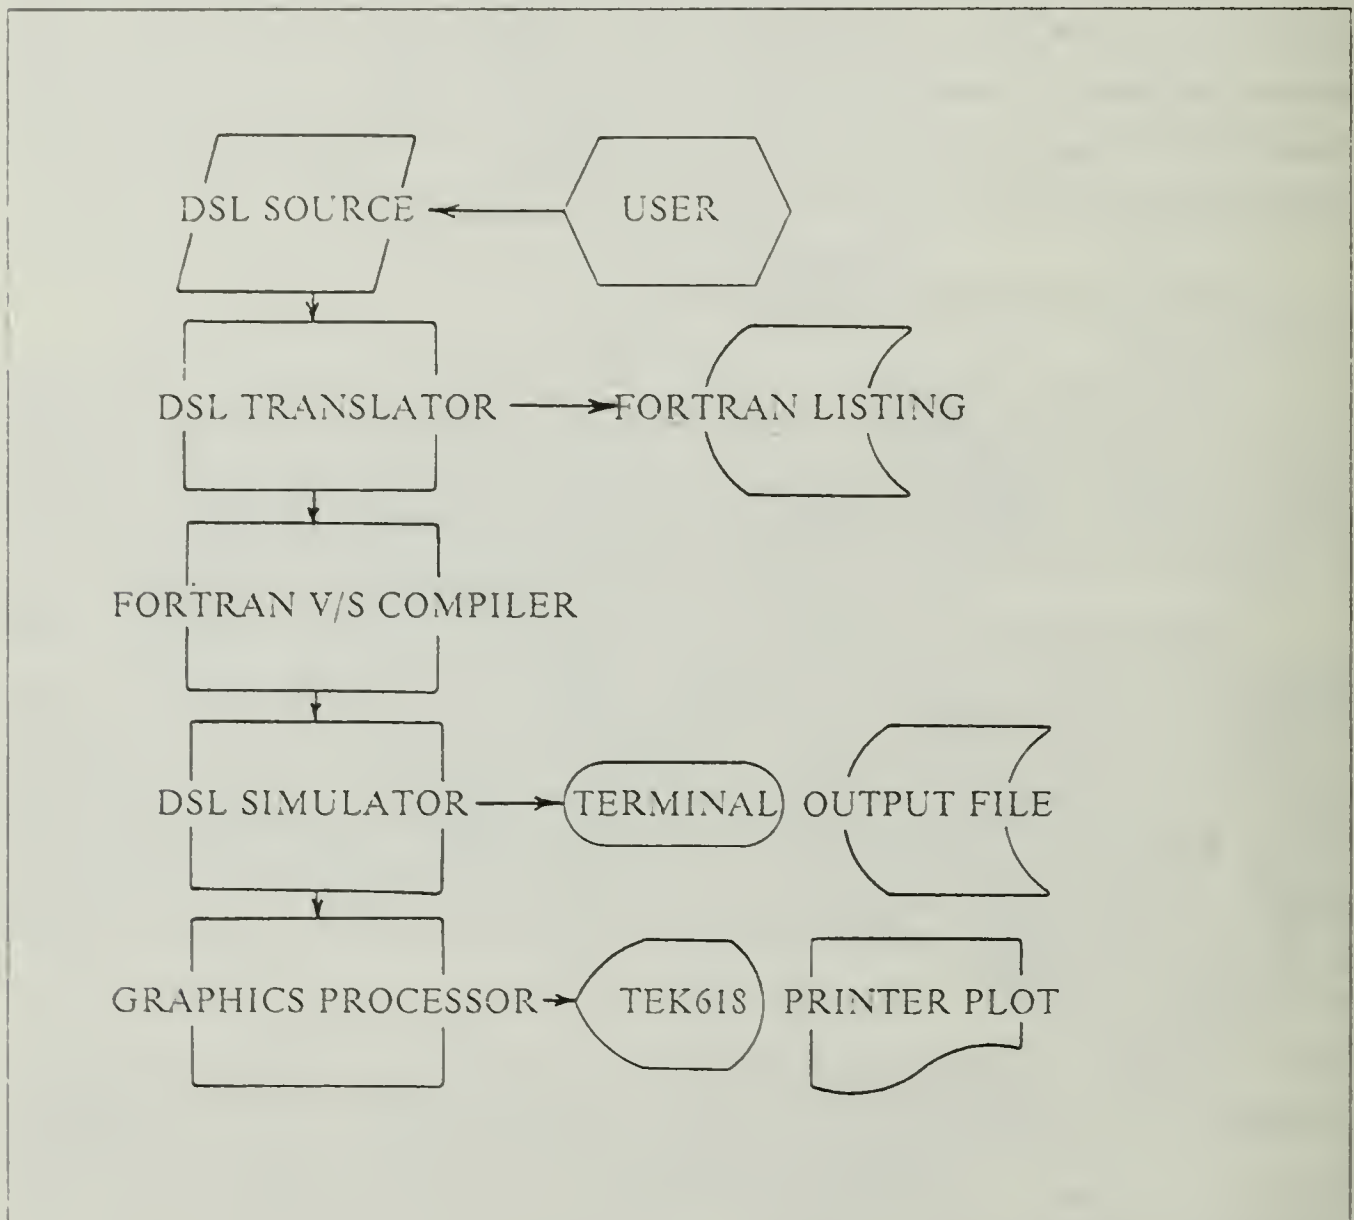 DSL SOURCE
USER
DSL TRANSLATOR
FORTRAN LISTING
FORTRAN V/S COMPILER
DSL SIMULATOR
TERMINAL
OUTPUT FILE
GRAPHICS PROCESSOR
TEK618
PRINTER PLOT